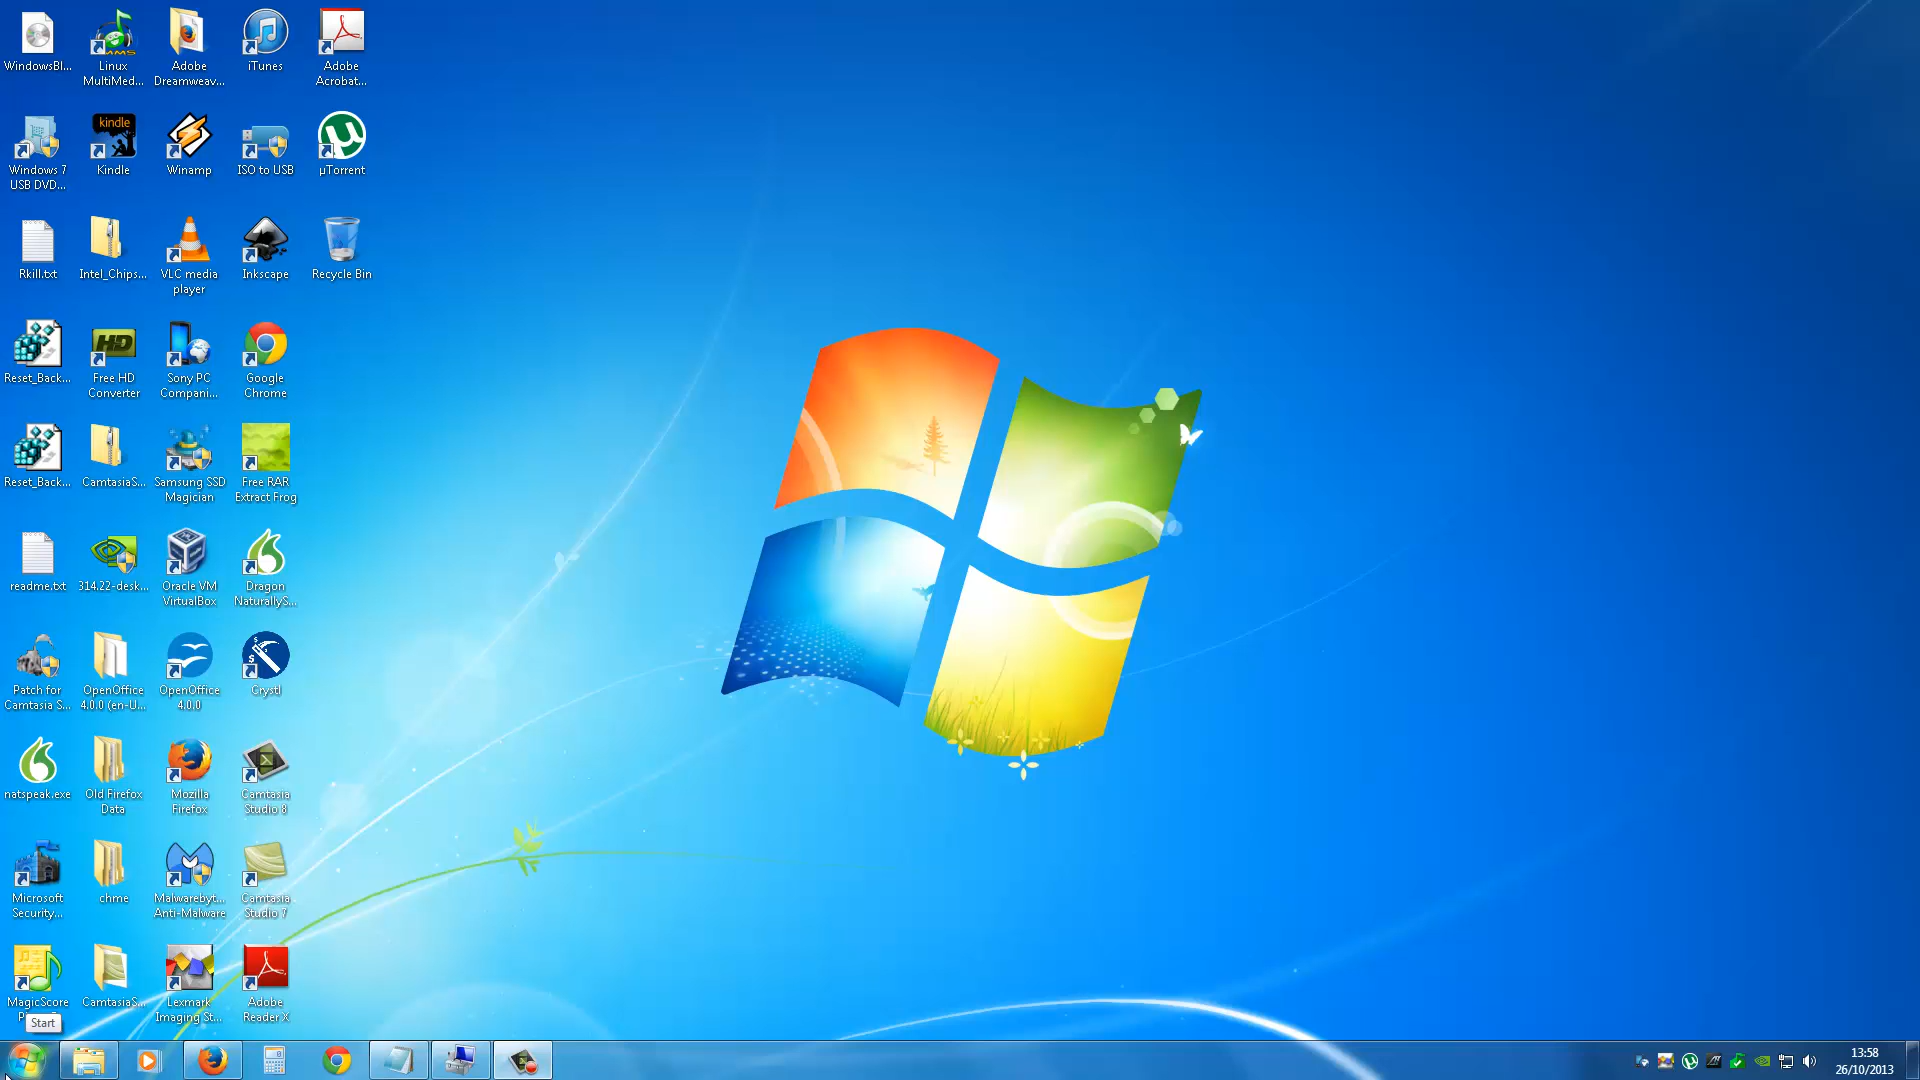 WindowsBl...
Linux
MultiMed...
Adobe
Dreamweav...
iTunes
Adobe
Acrobat...
Windows 7
USB DVD...
kindle
Kindle
Winamp
ISO to USB
µTorrent
Rkill.txt
Intel_Chips...
VLC media
player
Inkscape
Recycle Bin
Reset_Back...
HD
Free HD
Converter
Sony PC
Compani...
Google
Chrome
Reset_Back...
CamtasiaS...
Samsung SSD
Magician
Free RAR
Extract Frog
readme.txt
314.22-desk...
Oracle VM
VirtualBox
Dragon
NaturallyS...
Patch for
Camtasia S...
OpenOffice
4.0.0 (en-U...
OpenOffice
4.0.0
Crystl
natspeak.exe
Old Firefox
Data
Mozilla
Firefox
Camtasia
Studio 8
Microsoft
Security...
chme
Malwarebyt...
Anti-Malware
Camtasia
Studio 7
MagicScore
CamtasiaS...
Lexmark
Imaging St...
Adobe
Reader X
Start
13:58
26/10/2013